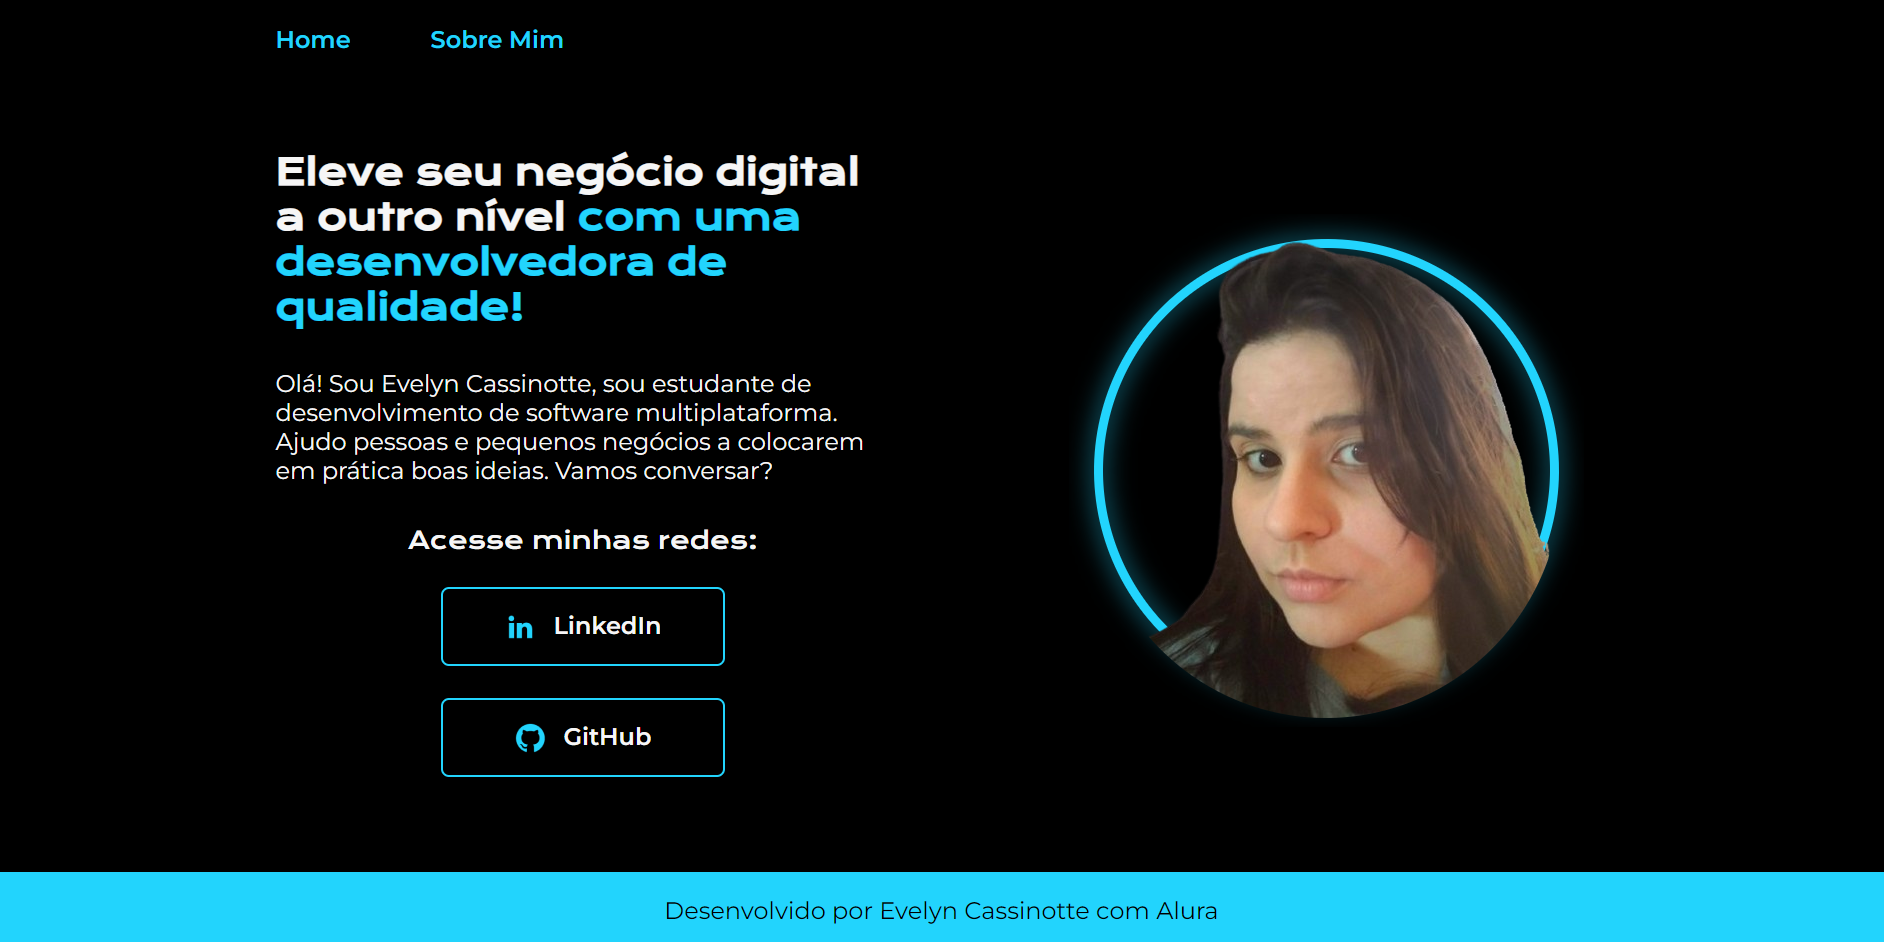 Home Sobre Mim
Eleve seu negócio digital
a outro nível com uma
desenvolvedora de
qualidade!
Olá! Sou Evelyn Cassinotte, sou estudante de
desenvolvimento de software multiplataforma.
Ajudo pessoas e pequenos negócios a colocarem
em prática boas ideias. Vamos conversar?
Acesse minhas redes:
in LinkedIn
GitHub
Desenvolvido por Evelyn Cassinotte com Alura